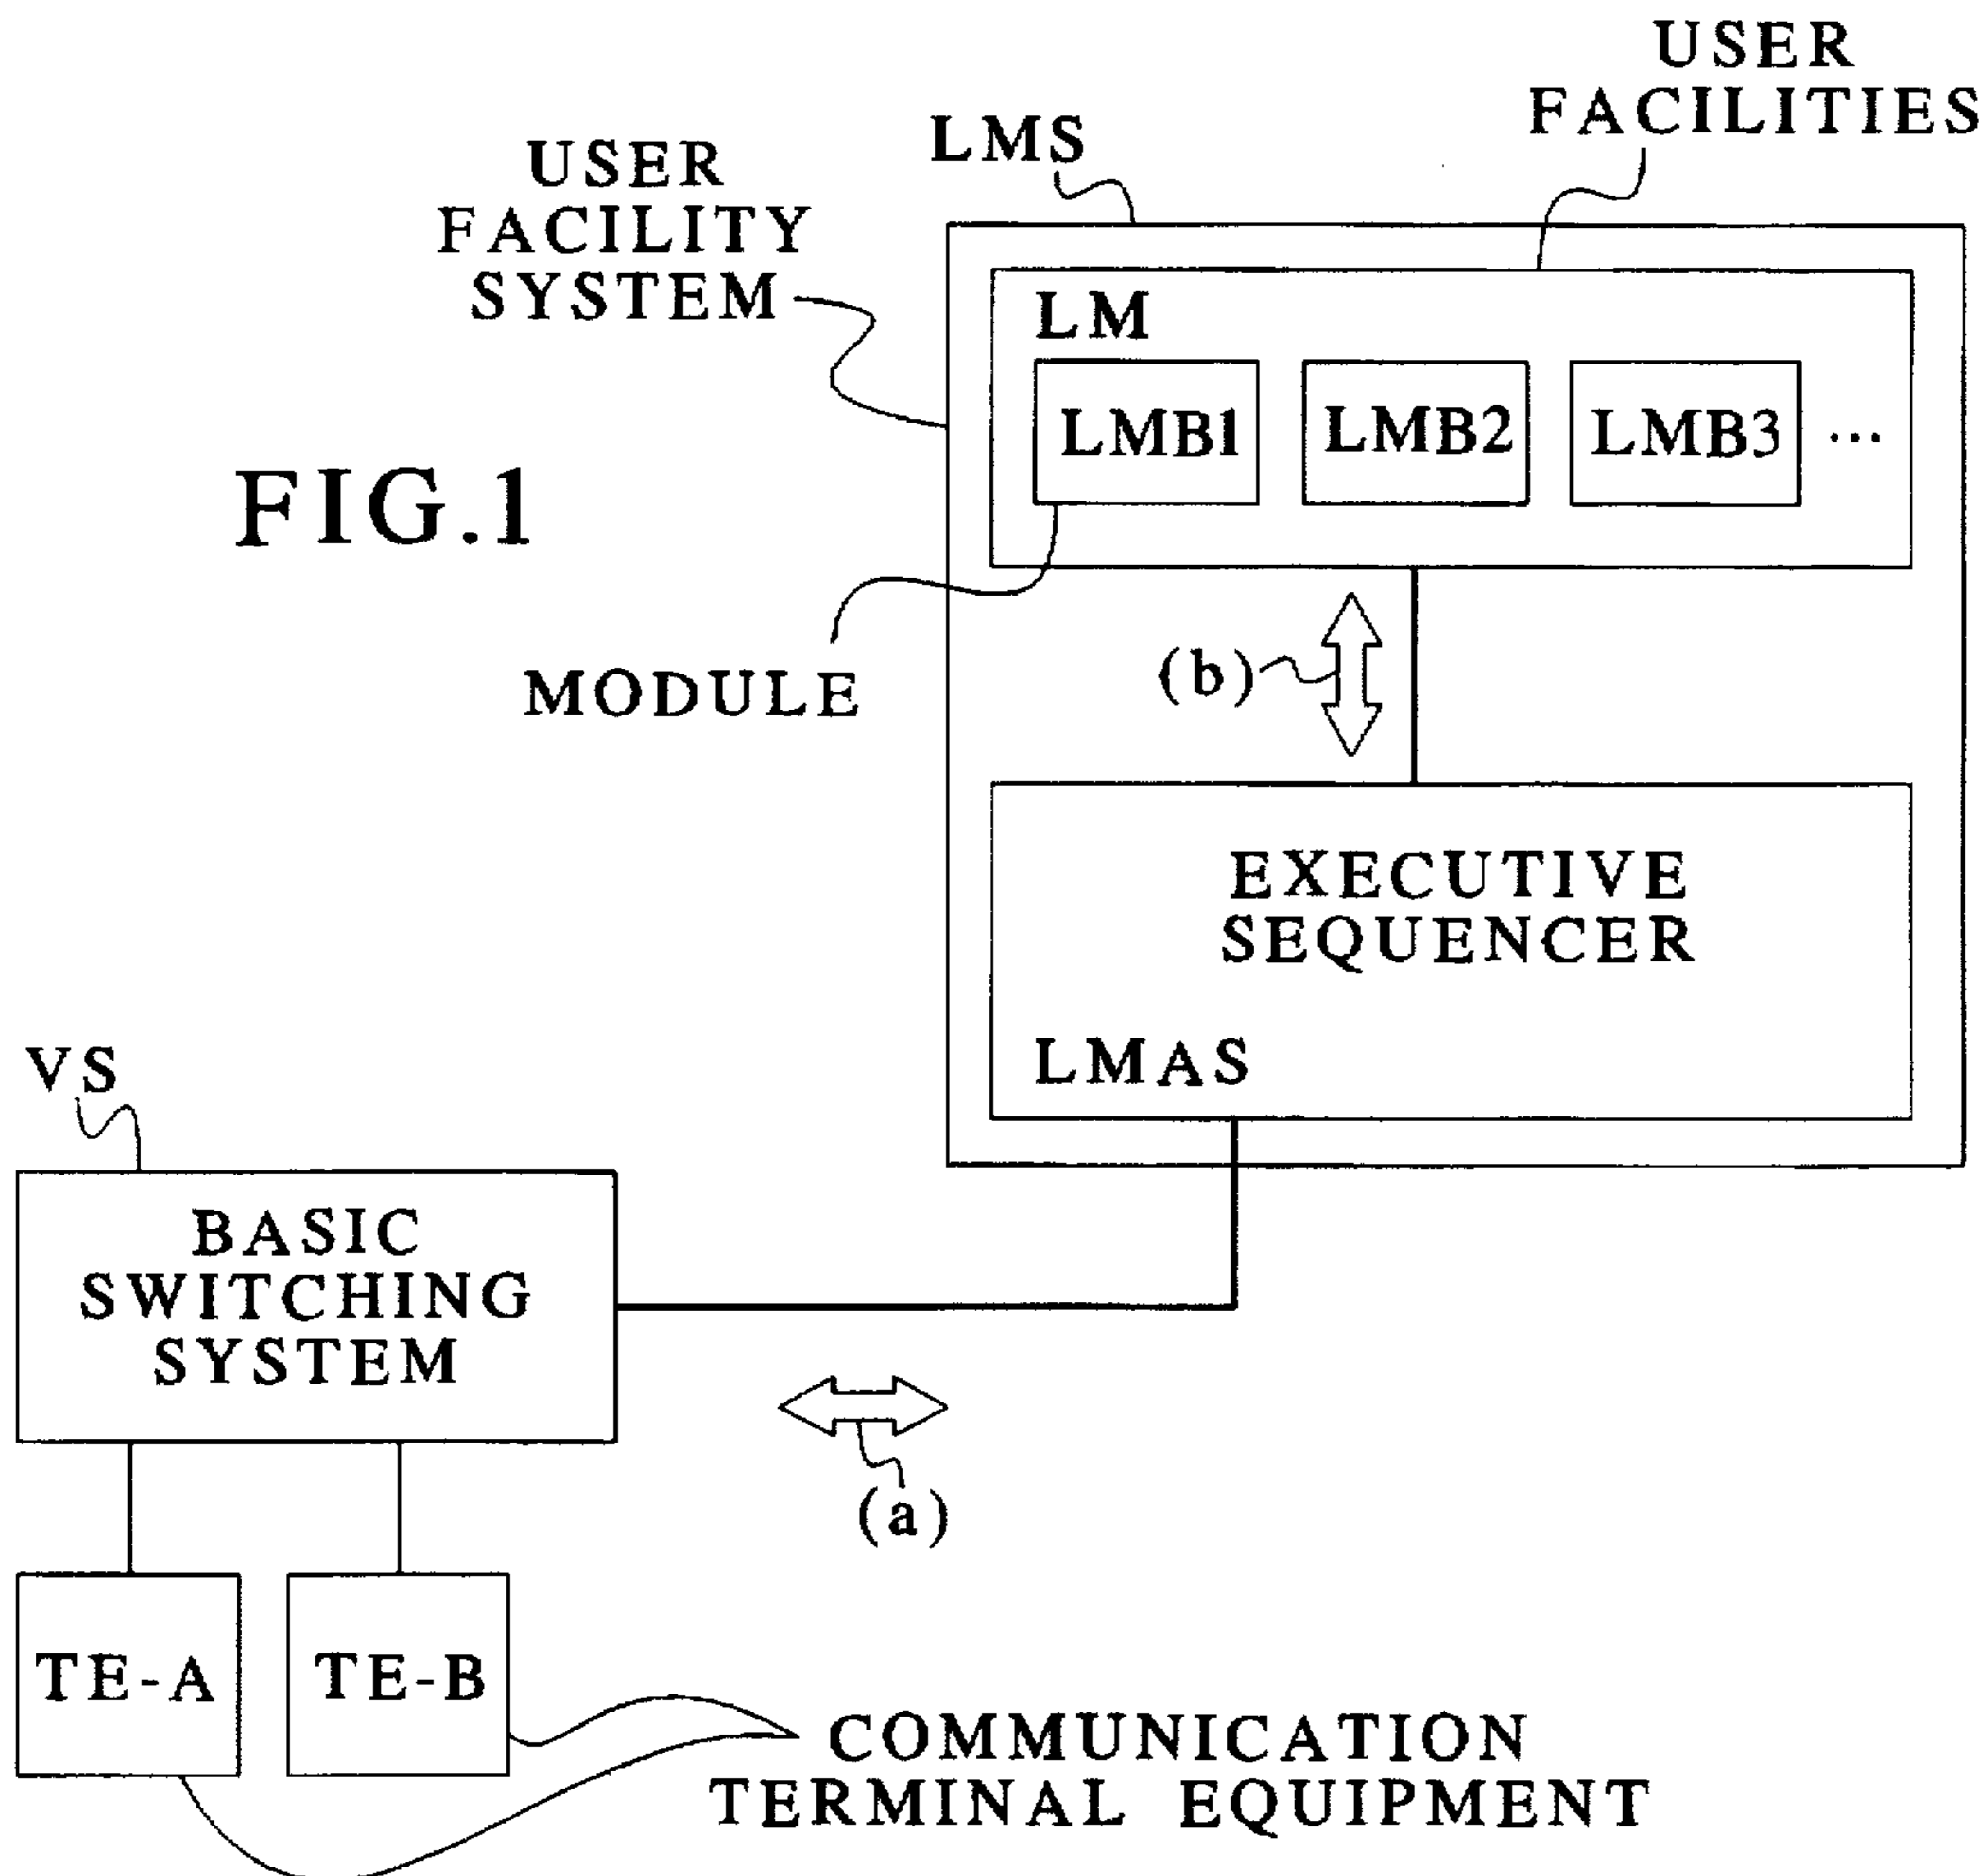 USER
FACILITIES
LMS
USER
FACILITY
SYSTEM
LM
LMB1 LMB2 LMB3 ...
FIG.1
MODULE
(b)
EXECUTIVE
SEQUENCER
LMAS
VS
BASIC
SWITCHING
SYSTEM
(a)
TE-A TE-B
COMMUNICATION
TERMINAL EQUIPMENT